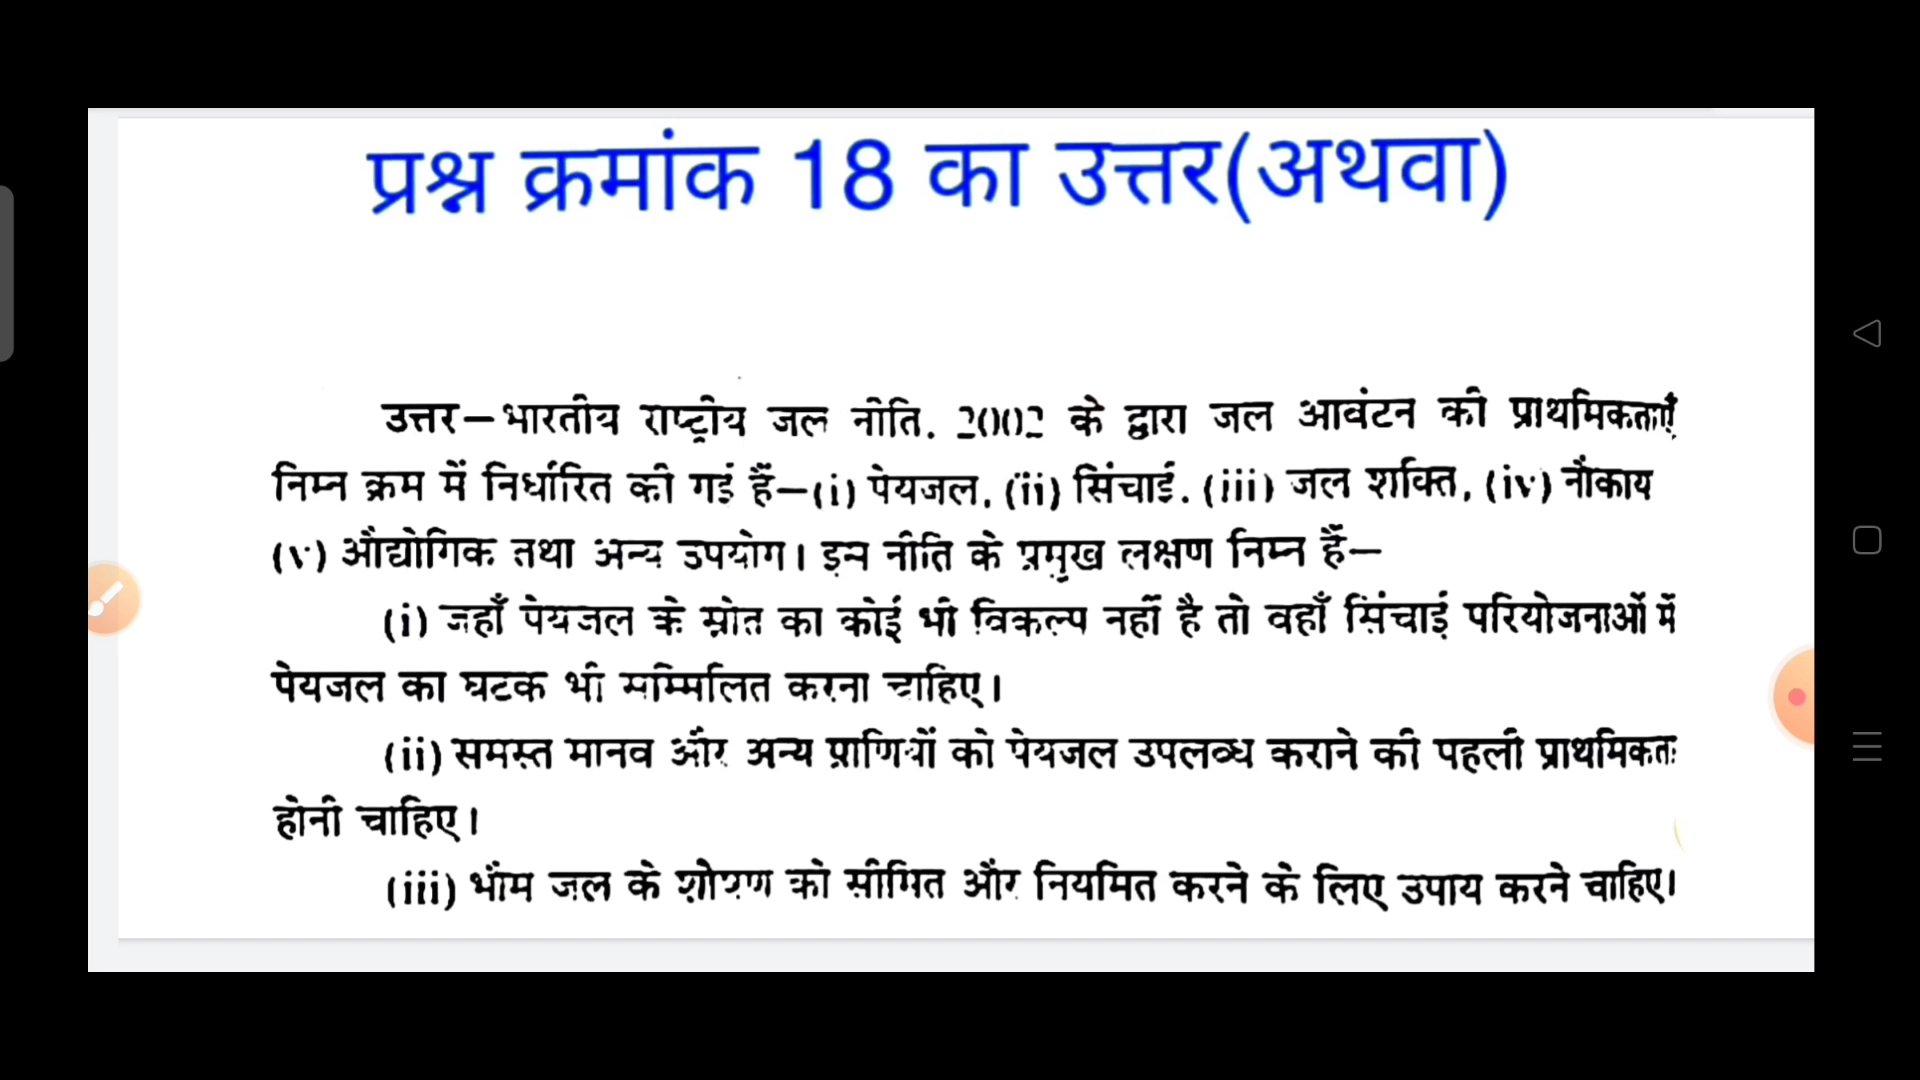 प्रश्न क्रमांक 18 का उत्तर(अथवा)
उत्तर–भारतीय राष्ट्रीय जल नीति, 2002 के द्वारा जल आवंटन की प्राथमिकताएँ
निम्न क्रम में निर्धारित की गई हैं–(i) पेयजल, (ii) सिंचाई, (iii) जल शक्ति, (iv) नौकाय
(v) औद्योगिक तथा अन्य उपयोग। इन नीति के प्रमुख लक्षण निम्न हैं–
(i) जहाँ पेयजल के स्रोत का कोई भी विकल्प नहीं है तो वहाँ सिंचाई परियोजनाओं में
पेयजल का घटक भी सम्मिलित करना चाहिए।
(ii) समस्त मानव और अन्य प्राणियों को पेयजल उपलब्ध कराने की पहली प्राथमिकता
होनी चाहिए।
(iii) भौम जल के शोषण को सीमित और नियमित करने के लिए उपाय करने चाहिए।